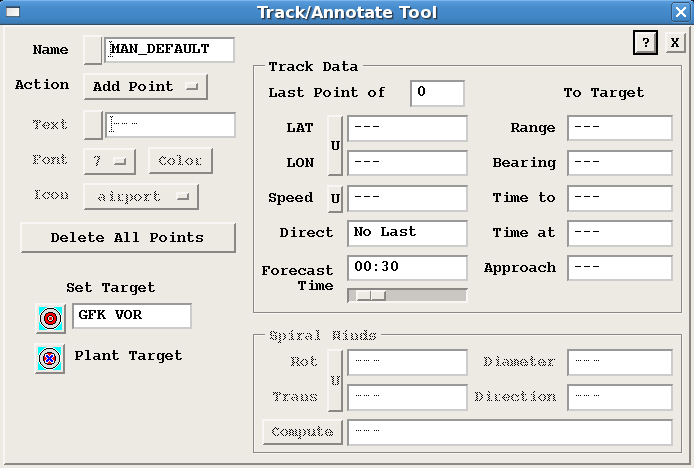 Track/Annotate Tool
? X
Name MAN_DEFAULT
Action Add Point
Text ---
Font 7 Color
Icon airport
Delete All Points
Set Target
GFK VOR
Plant Target
Track Data
Last Point of 0 To Target
LAT --- Range ---
U
LON --- Bearing ---
Speed U --- Time to ---
Direct No Last Time at ---
Forecast Time 00:30 Approach ---
Spiral Winds
Rot --- Diameter ---
U
Trans --- Direction ---
Compute ---